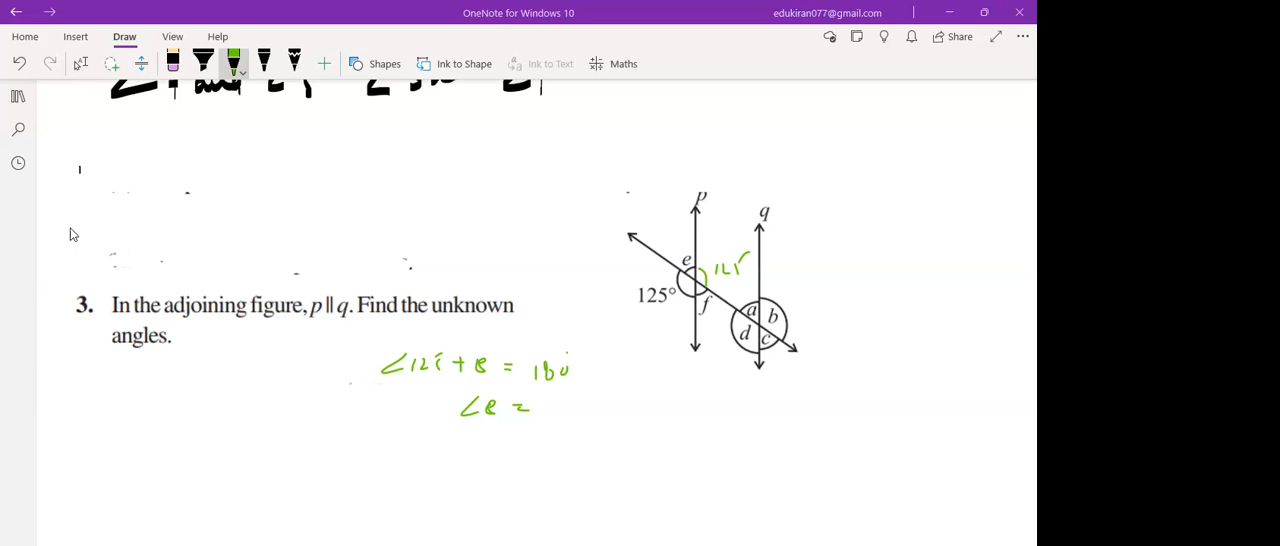 OneNote for Windows 10
edukiran077@gmail.com
Home Insert Draw View Help
Share
Shapes Ink to Shape Ink to Text Maths
p
q
e
125°
125°
f
a b
d c
3. In the adjoining figure, p || q. Find the unknown
angles.
∠125 + e = 180
∠e =